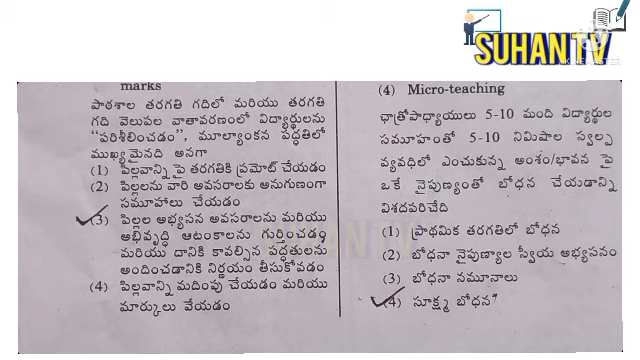 SUHAN TV
KINEMASTER
marks
పాఠశాల తరగతి గదిలో మరియు తరగతి
గది వెలుపల వాతావరణంలో విద్యార్థులను
"పరిశీలించడం", మూల్యాంకన పద్ధతిలో
ముఖ్యమైనది అనగా
(1) పిల్లవాన్ని పై తరగతికి ప్రమోట్ చేయడం
(2) పిల్లలను వారి అవసరాలకు అనుగుణంగా
సమూహాలు చేయడం
(3) పిల్లల అభ్యసన అవసరాలను మరియు
అభివృద్ధి ఆటంకాలను గురించడం
మరియు దానికి కావల్సిన పద్ధతులను
అందించడానికి నిర్ణయం తీసుకోవడం
(4) పిల్లవాన్ని మదింపు చేయడం మరియు
మార్కులు వేయడం
(4) Micro-teaching
ఛాత్రోపాధ్యాయులు 5-10 మంది విద్యార్థుల
సమూహంతో 5-10 నిమిషాల స్వల్ప
వ్యవధిలో ఎంచుకున్న అంశం/భావన పై
ఒకే నైపుణ్యంతో బోధన చేయడాన్ని
విశదపరిచేది
(1) ప్రాథమిక తరగతిలో బోధన
(2) బోధనా నైపుణ్యాల స్వీయ అభ్యసనం
(3) బోధనా నమూనాలు
(4) సూక్ష్మ బోధన
SUHAN TV